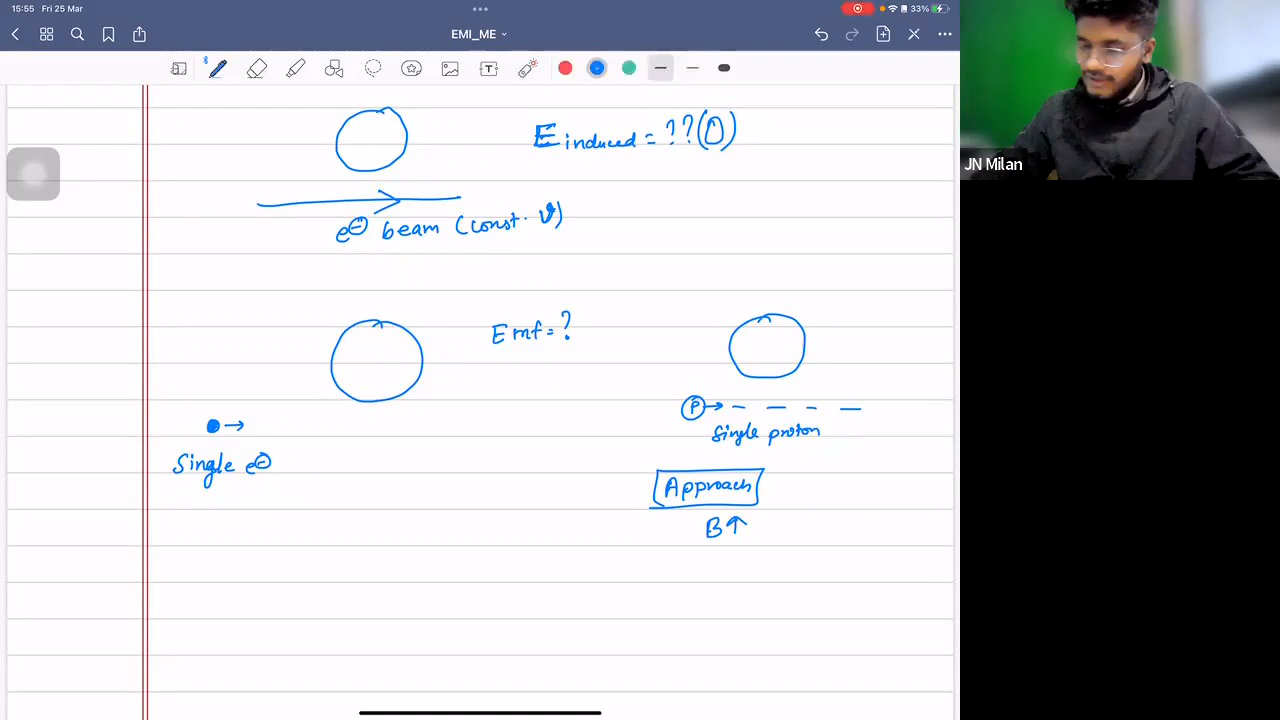 15:55 Fri 25 Mar
33%
EMI_ME
JN Milan
E induced = ??(0)
e⊖ beam (const. v)
Emf = ?
P
Single proton
Single e⊖
Approach
B↑